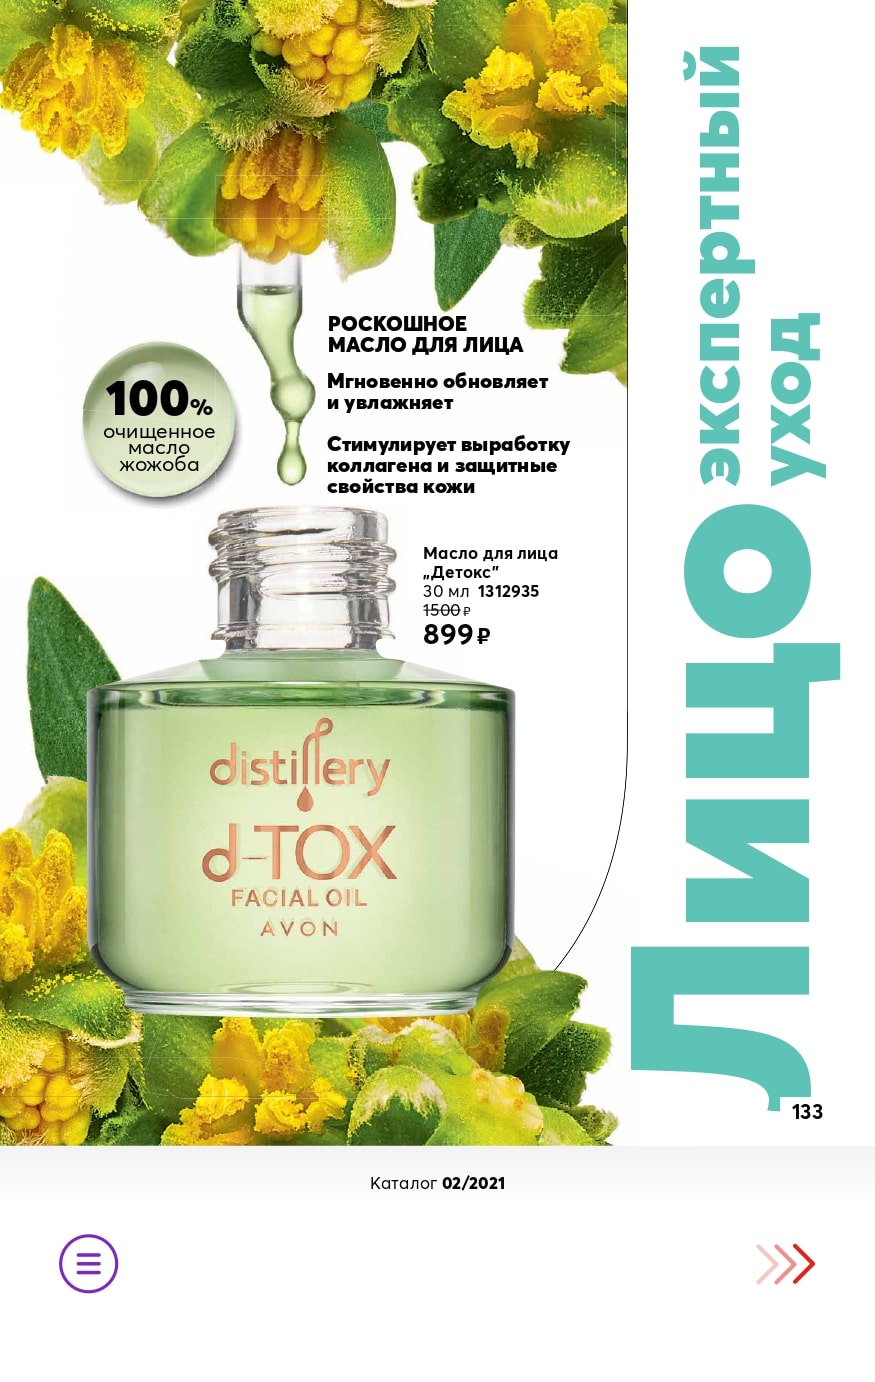 Лицо
экспертный
уход
РОСКОШНОЕ
МАСЛО ДЛЯ ЛИЦА
Мгновенно обновляет
и увлажняет
Стимулирует выработку
коллагена и защитные
свойства кожи
100%
очищенное
масло
жожоба
Масло для лица
„Детокс”
30 мл 1312935
1500 ₽
899 ₽
distillery
d-TOX
FACIAL OIL
AVON
133
Каталог 02/2021